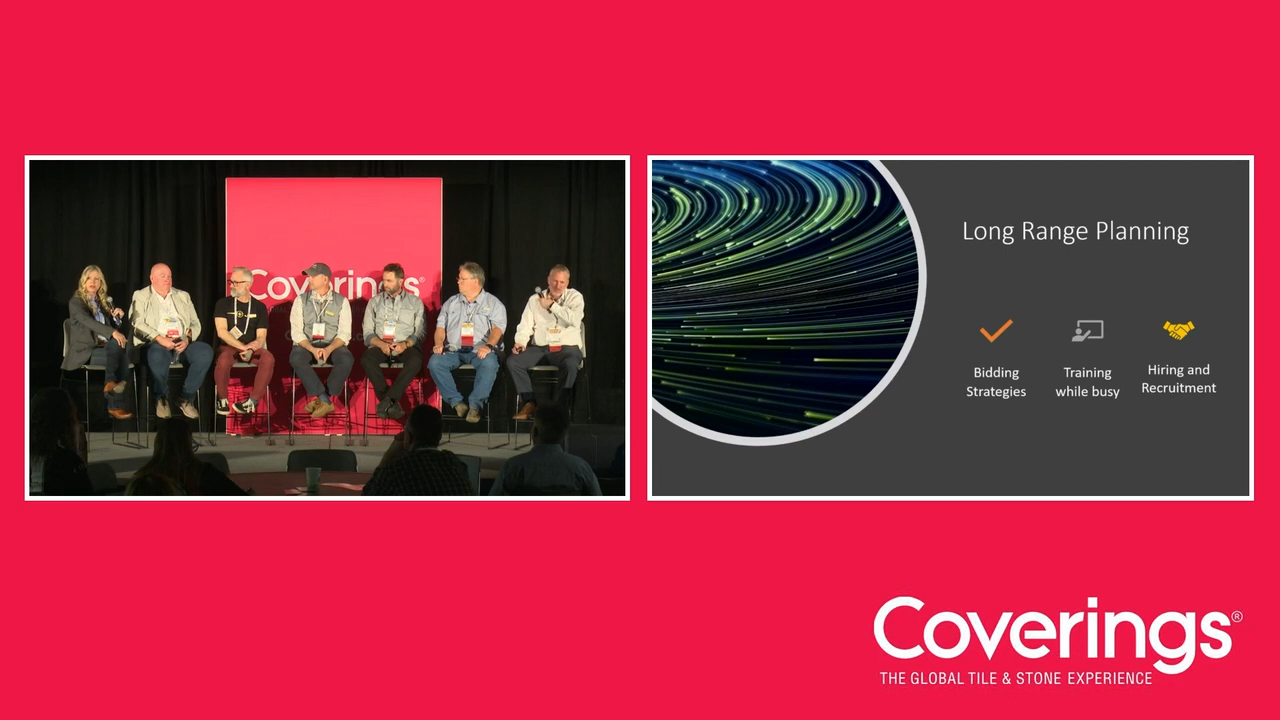 Coverings®
Long Range Planning
Bidding
Strategies
Training
while busy
Hiring and
Recruitment
Coverings®
THE GLOBAL TILE & STONE EXPERIENCE